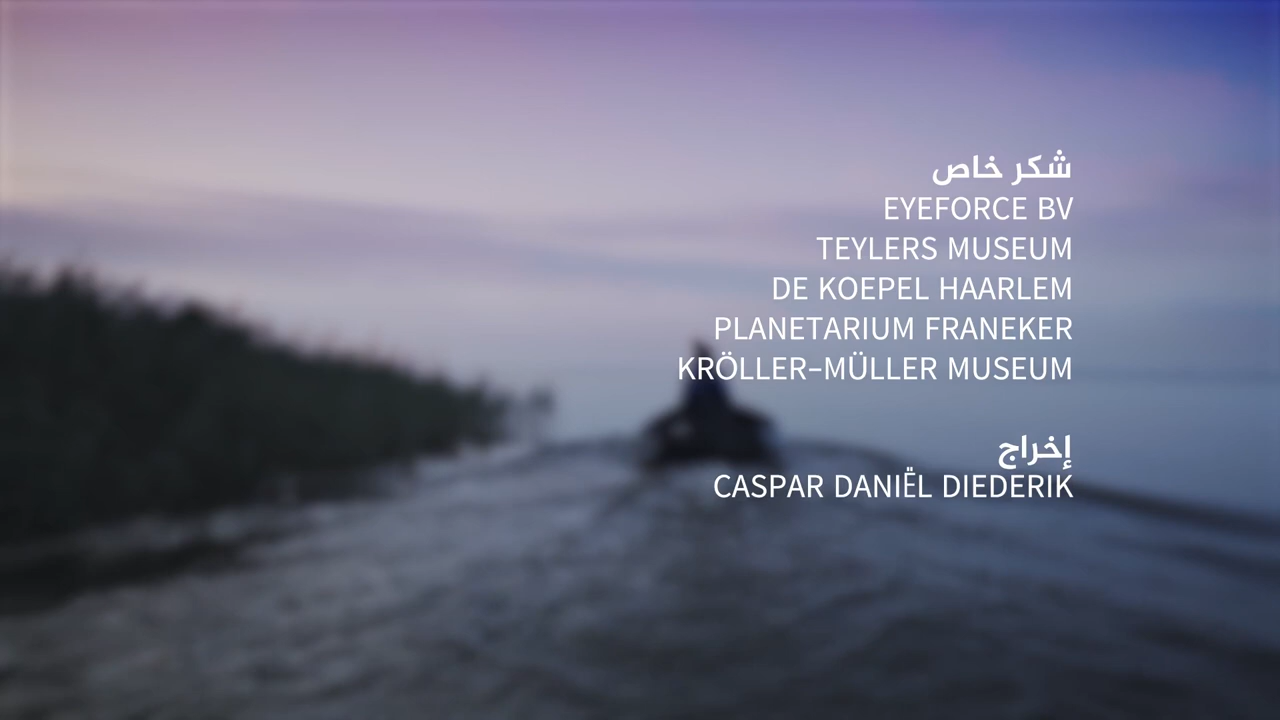 شكر خاص
EYEFORCE BV
TEYLERS MUSEUM
DE KOEPEL HAARLEM
PLANETARIUM FRANEKER
KRÖLLER-MÜLLER MUSEUM
إخراج
CASPAR DANIËL DIEDERIK